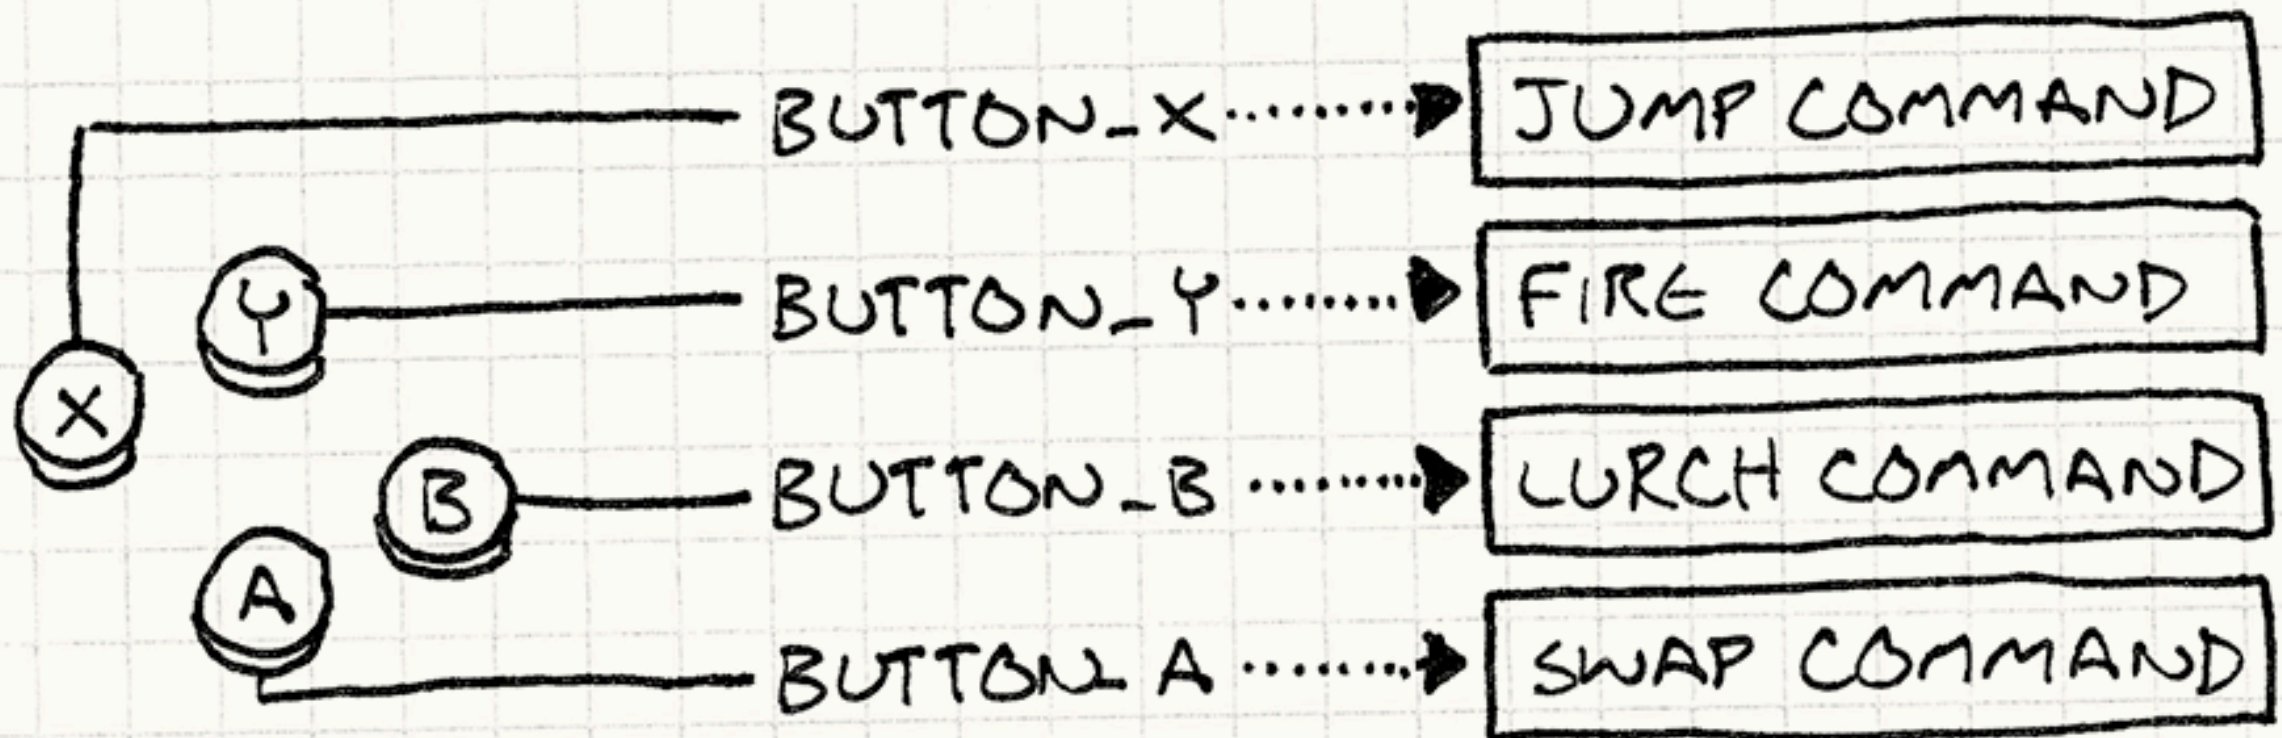 BUTTON_X JUMP COMMAND
Y BUTTON_Y FIRE COMMAND
X
B BUTTON_B LURCH COMMAND
A
BUTTON_A SWAP COMMAND